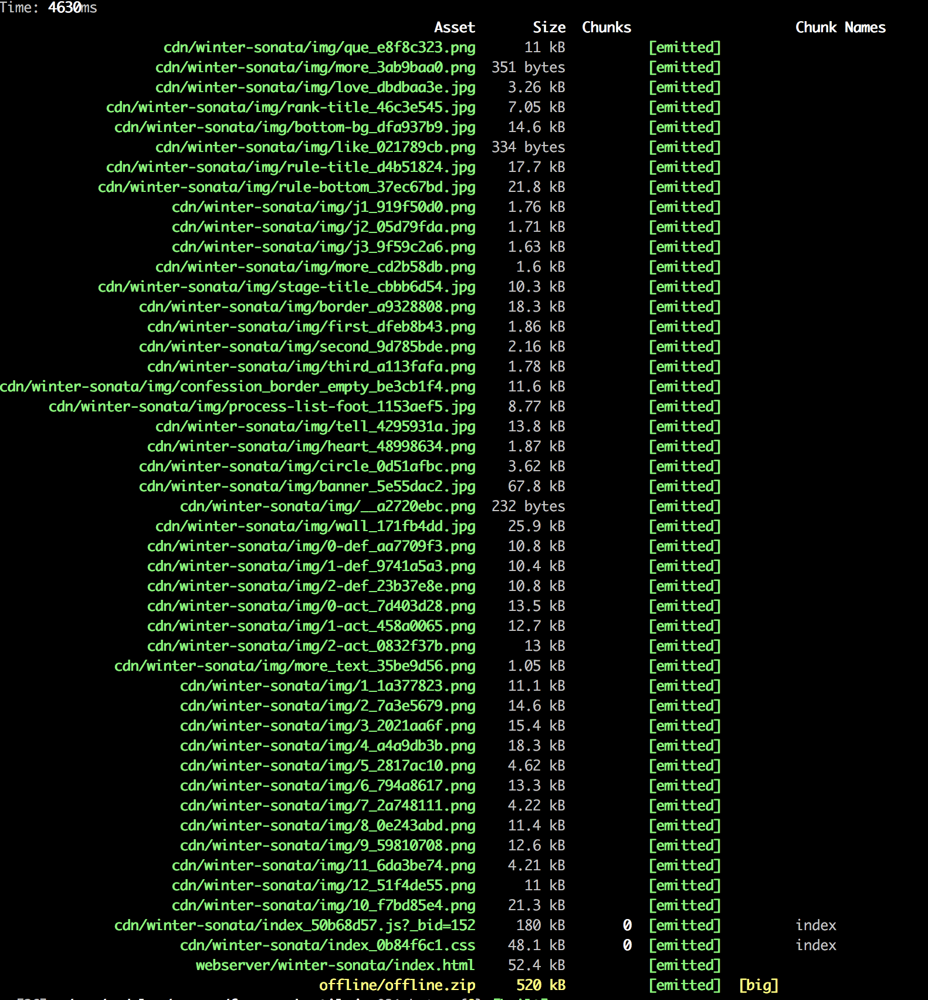 Time: 4630ms
Asset Size Chunks Chunk Names
cdn/winter-sonata/img/que_e8f8c323.png 11 kB [emitted]
cdn/winter-sonata/img/more_3ab9baa0.png 351 bytes [emitted]
cdn/winter-sonata/img/love_dbdbaa3e.jpg 3.26 kB [emitted]
cdn/winter-sonata/img/rank-title_46c3e545.jpg 7.05 kB [emitted]
cdn/winter-sonata/img/bottom-bg_dfa937b9.jpg 14.6 kB [emitted]
cdn/winter-sonata/img/like_021789cb.png 334 bytes [emitted]
cdn/winter-sonata/img/rule-title_d4b51824.jpg 17.7 kB [emitted]
cdn/winter-sonata/img/rule-bottom_37ec67bd.jpg 21.8 kB [emitted]
cdn/winter-sonata/img/j1_919f50d0.png 1.76 kB [emitted]
cdn/winter-sonata/img/j2_05d79fda.png 1.71 kB [emitted]
cdn/winter-sonata/img/j3_9f59c2a6.png 1.63 kB [emitted]
cdn/winter-sonata/img/more_cd2b58db.png 1.6 kB [emitted]
cdn/winter-sonata/img/stage-title_cbbb6d54.jpg 10.3 kB [emitted]
cdn/winter-sonata/img/border_a9328808.png 18.3 kB [emitted]
cdn/winter-sonata/img/first_dfeb8b43.png 1.86 kB [emitted]
cdn/winter-sonata/img/second_9d785bde.png 2.16 kB [emitted]
cdn/winter-sonata/img/third_a113fafa.png 1.78 kB [emitted]
cdn/winter-sonata/img/confession_border_empty_be3cb1f4.png 11.6 kB [emitted]
cdn/winter-sonata/img/process-list-foot_1153aef5.jpg 8.77 kB [emitted]
cdn/winter-sonata/img/tell_4295931a.jpg 13.8 kB [emitted]
cdn/winter-sonata/img/heart_48998634.png 1.87 kB [emitted]
cdn/winter-sonata/img/circle_0d51afbc.png 3.62 kB [emitted]
cdn/winter-sonata/img/banner_5e55dac2.jpg 67.8 kB [emitted]
cdn/winter-sonata/img/__a2720ebc.png 232 bytes [emitted]
cdn/winter-sonata/img/wall_171fb4dd.jpg 25.9 kB [emitted]
cdn/winter-sonata/img/0-def_aa7709f3.png 10.8 kB [emitted]
cdn/winter-sonata/img/1-def_9741a5a3.png 10.4 kB [emitted]
cdn/winter-sonata/img/2-def_23b37e8e.png 10.8 kB [emitted]
cdn/winter-sonata/img/0-act_7d403d28.png 13.5 kB [emitted]
cdn/winter-sonata/img/1-act_458a0065.png 12.7 kB [emitted]
cdn/winter-sonata/img/2-act_0832f37b.png 13 kB [emitted]
cdn/winter-sonata/img/more_text_35be9d56.png 1.05 kB [emitted]
cdn/winter-sonata/img/1_1a377823.png 11.1 kB [emitted]
cdn/winter-sonata/img/2_7a3e5679.png 14.6 kB [emitted]
cdn/winter-sonata/img/3_2021aa6f.png 15.4 kB [emitted]
cdn/winter-sonata/img/4_a4a9db3b.png 18.3 kB [emitted]
cdn/winter-sonata/img/5_2817ac10.png 4.62 kB [emitted]
cdn/winter-sonata/img/6_794a8617.png 13.3 kB [emitted]
cdn/winter-sonata/img/7_2a748111.png 4.22 kB [emitted]
cdn/winter-sonata/img/8_0e243abd.png 11.4 kB [emitted]
cdn/winter-sonata/img/9_59810708.png 12.6 kB [emitted]
cdn/winter-sonata/img/11_6da3be74.png 4.21 kB [emitted]
cdn/winter-sonata/img/12_51f4de55.png 11 kB [emitted]
cdn/winter-sonata/img/10_f7bd85e4.png 21.3 kB [emitted]
cdn/winter-sonata/index_50b68d57.js?_bid=152 180 kB 0 [emitted] index
cdn/winter-sonata/index_0b84f6c1.css 48.1 kB 0 [emitted] index
webserver/winter-sonata/index.html 52.4 kB [emitted]
offline/offline.zip 520 kB [emitted] [big]